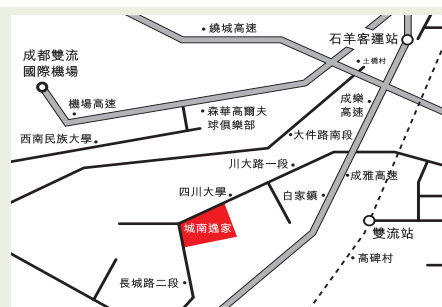 繞城高速
石羊客運站
成都雙流
國際機場
土橋村
機場高速
森華高爾夫
球俱樂部
成樂
高速
西南民族大學
大件路南段
川大路一段
成雅高速
四川大學
白家鎮
城南逸家
雙流站
高碑村
長城路二段